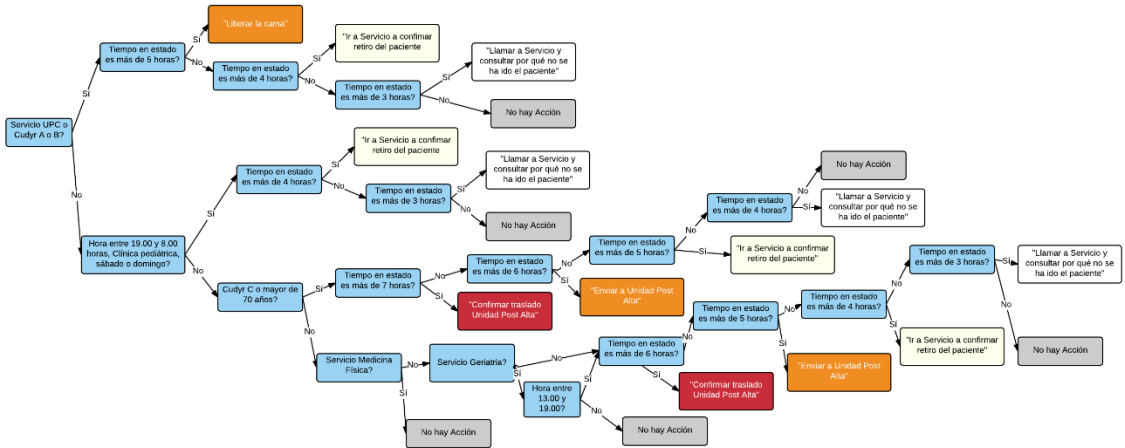 Servicio UPC o
Cudyr A o B?
Sí
No
Tiempo en estado
es más de 5 horas?
Sí
No
"Liberar la cama"
Tiempo en estado
es más de 4 horas?
Sí
No
"Ir a Servicio a confimar
retiro del paciente
Tiempo en estado
es más de 3 horas?
Sí
No
"Llamar a Servicio y
consultar por qué no se
ha ido el paciente"
No hay Acción
Hora entre 19.00 y 8.00
horas, Clínica pediátrica,
sábado o domingo?
Sí
No
Tiempo en estado
es más de 4 horas?
Sí
No
"Ir a Servicio a confimar
retiro del paciente
Tiempo en estado
es más de 3 horas?
Sí
No
"Llamar a Servicio y
consultar por qué no se
ha ido el paciente"
No hay Acción
Cudyr C o mayor de
70 años?
Sí
No
Tiempo en estado
es más de 7 horas?
No
Sí
"Confirmar traslado
Unidad Post Alta"
Tiempo en estado
es más de 6 horas?
No
Sí
"Enviar a Unidad Post
Alta"
Tiempo en estado
es más de 5 horas?
No
Sí
"Ir a Servicio a confirmar
retiro del paciente"
Tiempo en estado
es más de 4 horas?
No
Sí
No hay Acción
"Llamar a Servicio y
consultar por qué no se
ha ido el paciente"
Servicio Medicina
Física?
No
Sí
No hay Acción
Servicio Geriatria?
No
Sí
Hora entre
13.00 y
19.00?
Sí
No
No hay Acción
Tiempo en estado
es más de 6 horas?
No
Sí
"Confirmar traslado
Unidad Post Alta"
Tiempo en estado
es más de 5 horas?
No
Sí
"Enviar a Unidad Post
Alta"
Tiempo en estado
es más de 4 horas?
No
Sí
"Ir a Servicio a confirmar
retiro del paciente"
Tiempo en estado
es más de 3 horas?
Sí
No
"Llamar a Servicio y
consultar por qué no se
ha ido el paciente"
No hay Acción